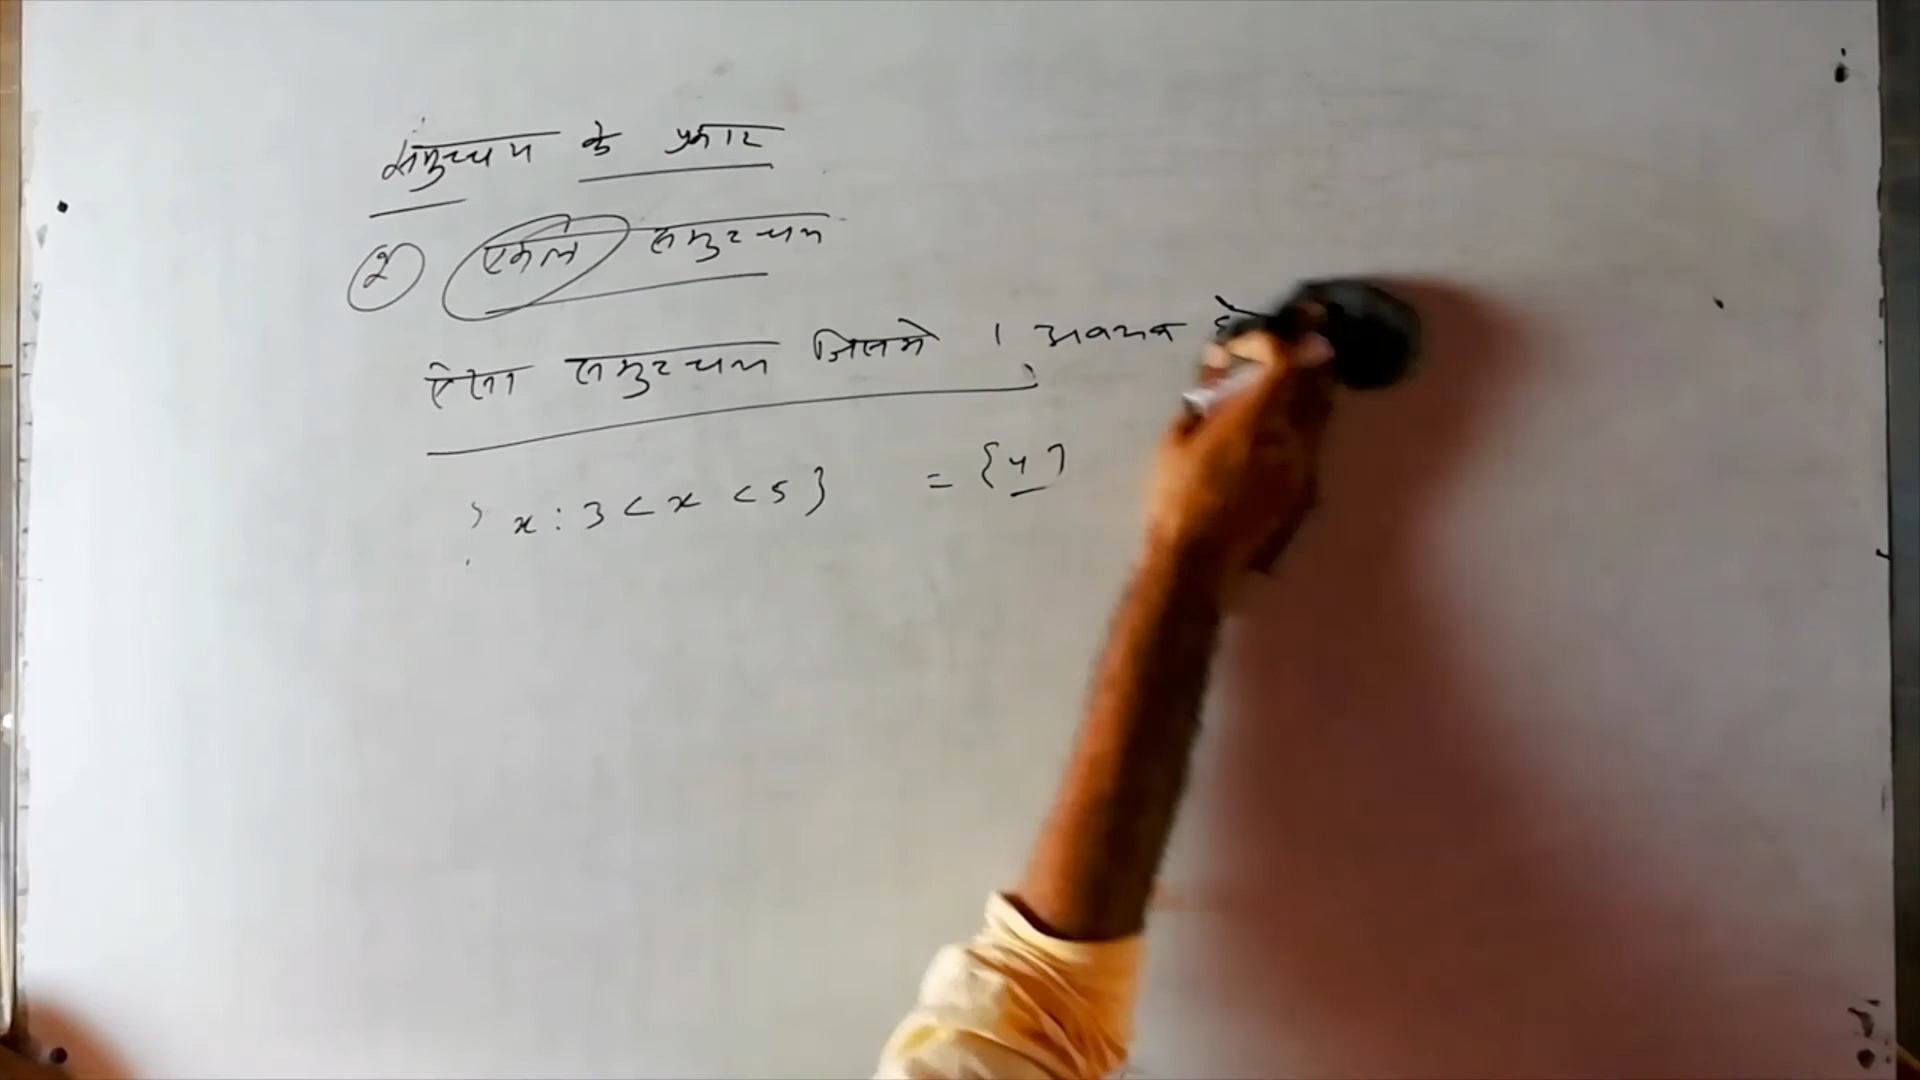 समुच्चय के प्रकार
② एकल समुच्चय
ऐसा समुच्चय जिसमे 1 अवयव हो
{ x : 3 < x < 5 } = {4}